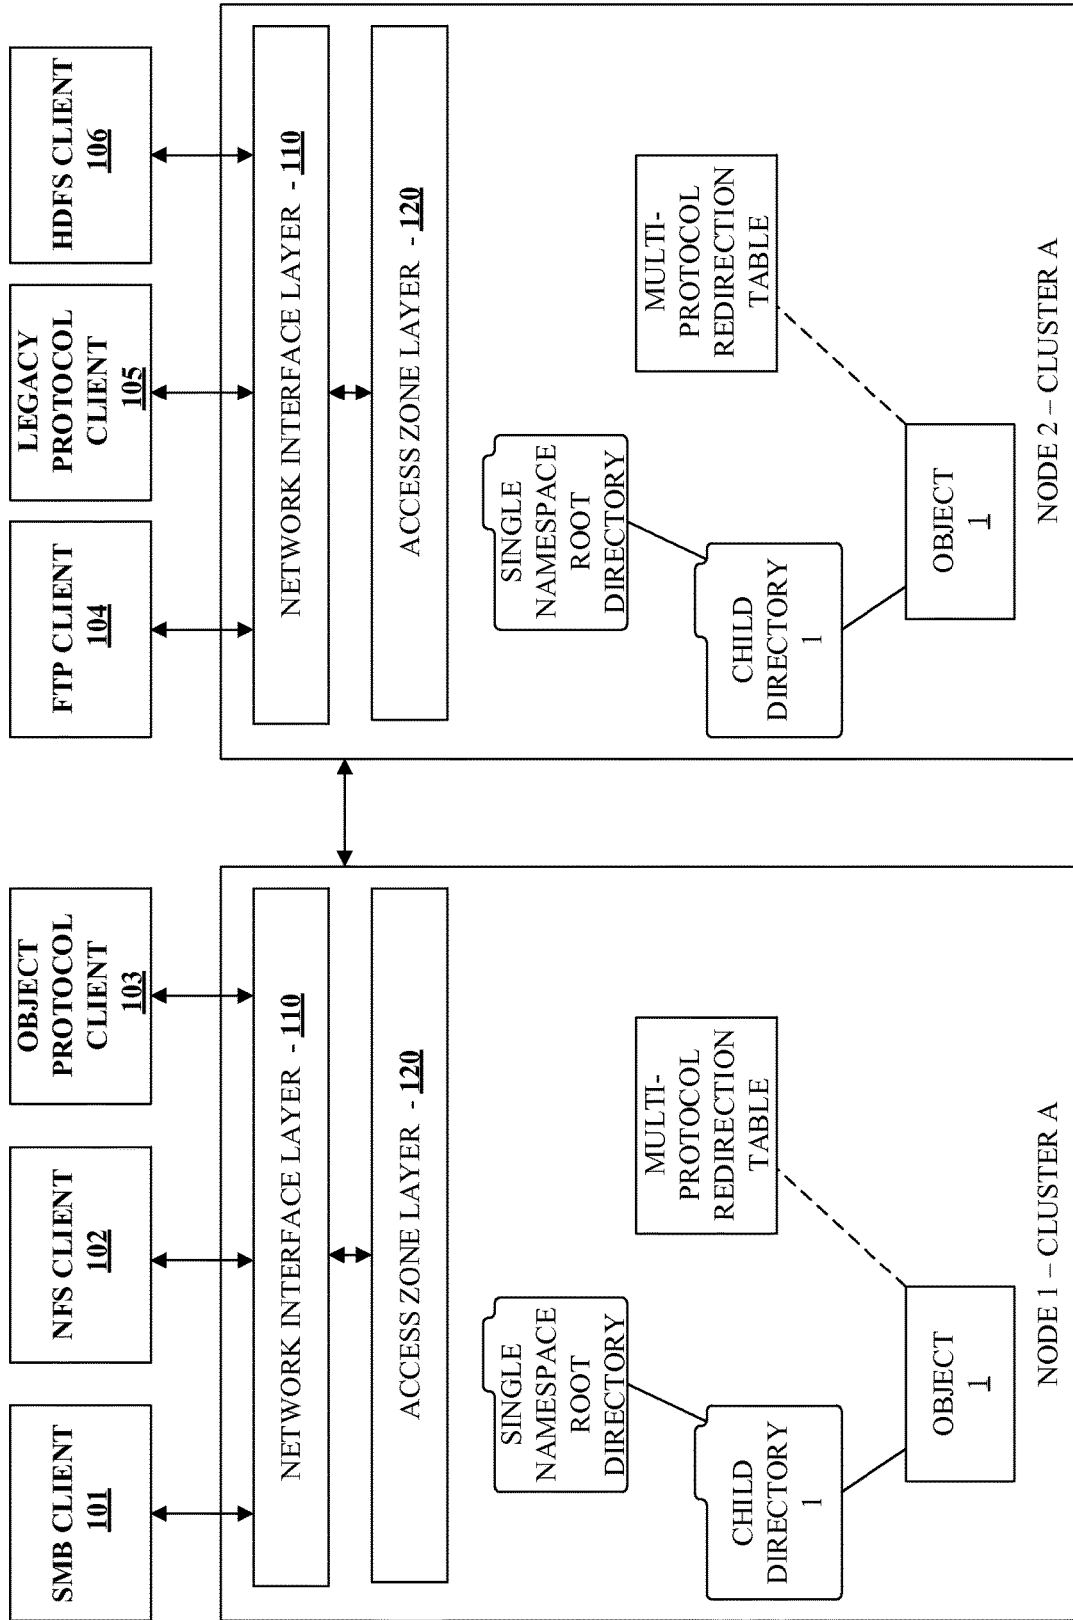 SMB CLIENT
101
NFS CLIENT
102
OBJECT
PROTOCOL
CLIENT
103
FTP CLIENT
104
LEGACY
PROTOCOL
CLIENT
105
HDFS CLIENT
106
NETWORK INTERFACE LAYER - 110
ACCESS ZONE LAYER - 120
SINGLE
NAMESPACE
ROOT
DIRECTORY
MULTI-
PROTOCOL
REDIRECTION
TABLE
CHILD
DIRECTORY
1
OBJECT
1
NODE 1 – CLUSTER A
NETWORK INTERFACE LAYER - 110
ACCESS ZONE LAYER - 120
SINGLE
NAMESPACE
ROOT
DIRECTORY
MULTI-
PROTOCOL
REDIRECTION
TABLE
CHILD
DIRECTORY
1
OBJECT
1
NODE 2 – CLUSTER A